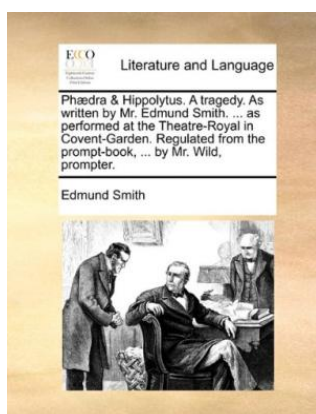 ECCO
Literature and Language
Phædra & Hippolytus. A tragedy. As
written by Mr. Edmund Smith. ... as
performed at the Theatre-Royal in
Covent-Garden. Regulated from the
prompt-book, ... by Mr. Wild,
prompter.
Edmund Smith